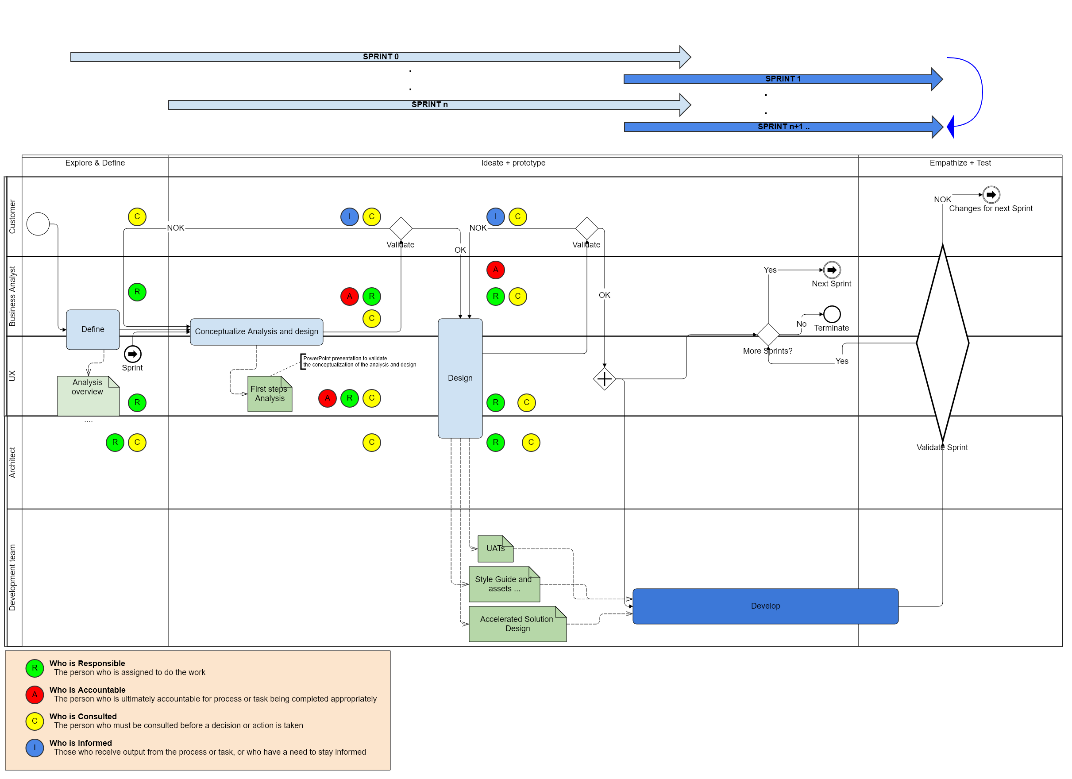 SPRINT 0
SPRINT 1
SPRINT n
SPRINT n+1 ..
Explore & Define
Ideate + prototype
Empathize + Test
Customer
C
NOK
I
C
Validate
OK
I
C
NOK
Validate
NOK
Changes for next Sprint
Business Analyst
R
Define
Sprint
A
R
C
Conceptualize Analysis and design
A
R
C
OK
Yes
Next Sprint
No
Terminate
More Sprints?
Yes
UX
Analysis
overview
....
R
First steps
Analysis
PowerPoint presentation to validate
the conceptualization of the analysis and design
A
R
C
Design
R
C
Architect
R
C
C
R
C
Validate Sprint
Development team
UATs
Style Guide and
assets ...
Accelerated Solution
Design
Develop
R
Who is Responsible
The person who is assigned to do the work
A
Who is Accountable
The person who is ultimately accountable for process or task being completed appropriately
C
Who is Consulted
The person who must be consulted before a decision or action is taken
I
Who is Informed
Those who receive output from the process or task, or who have a need to stay informed